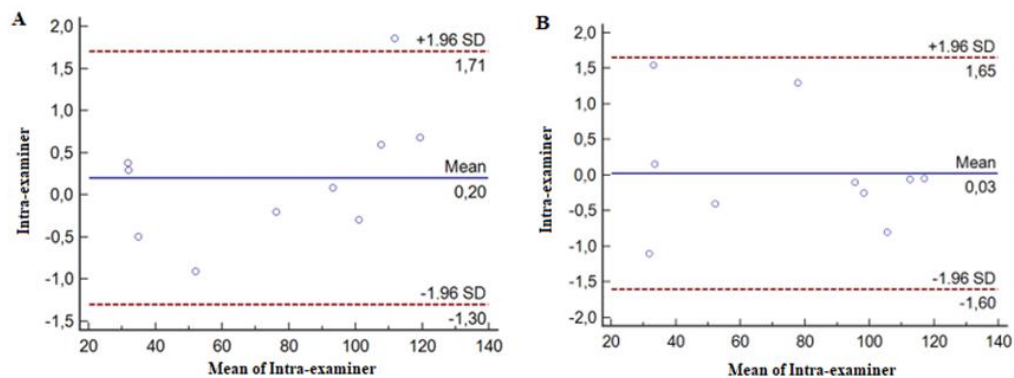 A
2,0
1,5
1,0
0,5
0,0
-0,5
-1,0
-1,5
+1.96 SD
1,71
Mean
0,20
-1.96 SD
-1,30
20 40 60 80 100 120 140
Mean of Intra-examiner
Intra-examiner
B
2,0
1,5
1,0
0,5
0,0
-0,5
-1,0
-1,5
-2,0
+1.96 SD
1,65
Mean
0,03
-1.96 SD
-1,60
20 40 60 80 100 120 140
Mean of Intra-examiner
Intra-examiner